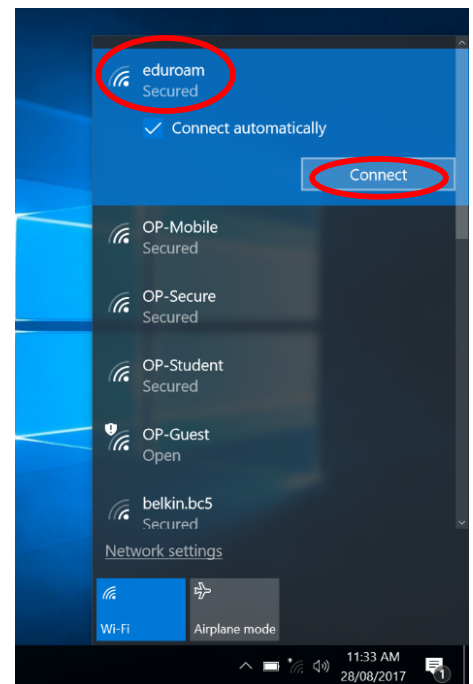 eduroam
Secured
Connect automatically
Connect
OP-Mobile
Secured
OP-Secure
Secured
OP-Student
Secured
OP-Guest
Open
belkin.bc5
Secured
Network settings
Wi-Fi
Airplane mode
11:33 AM
28/08/2017
1